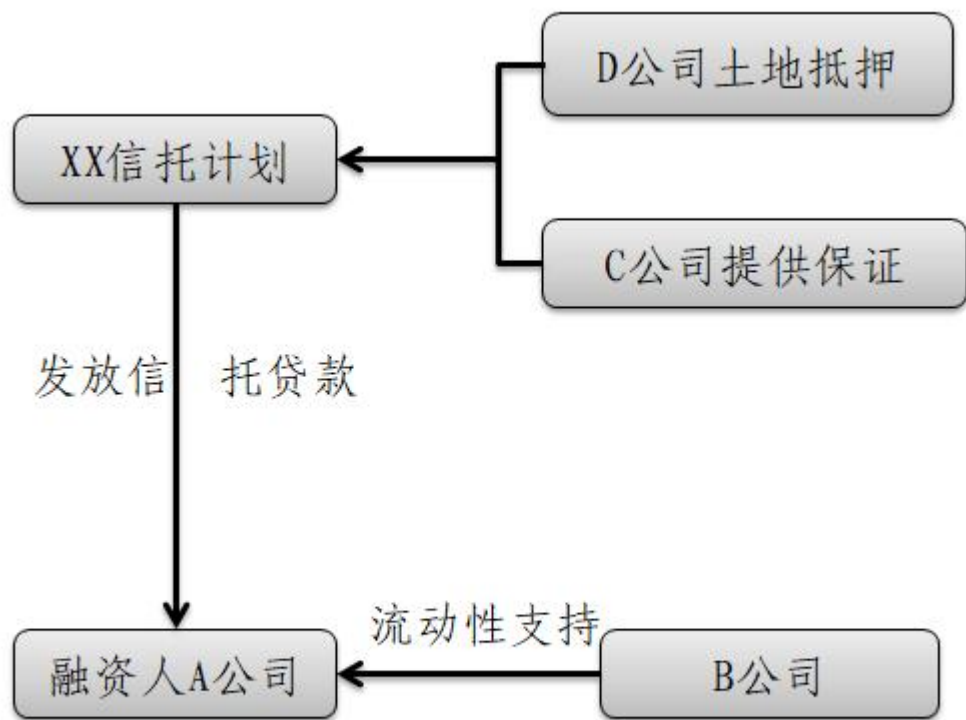 D公司土地抵押
XX信托计划
C公司提供保证
发放信 托贷款
流动性支持
融资人A公司
B公司